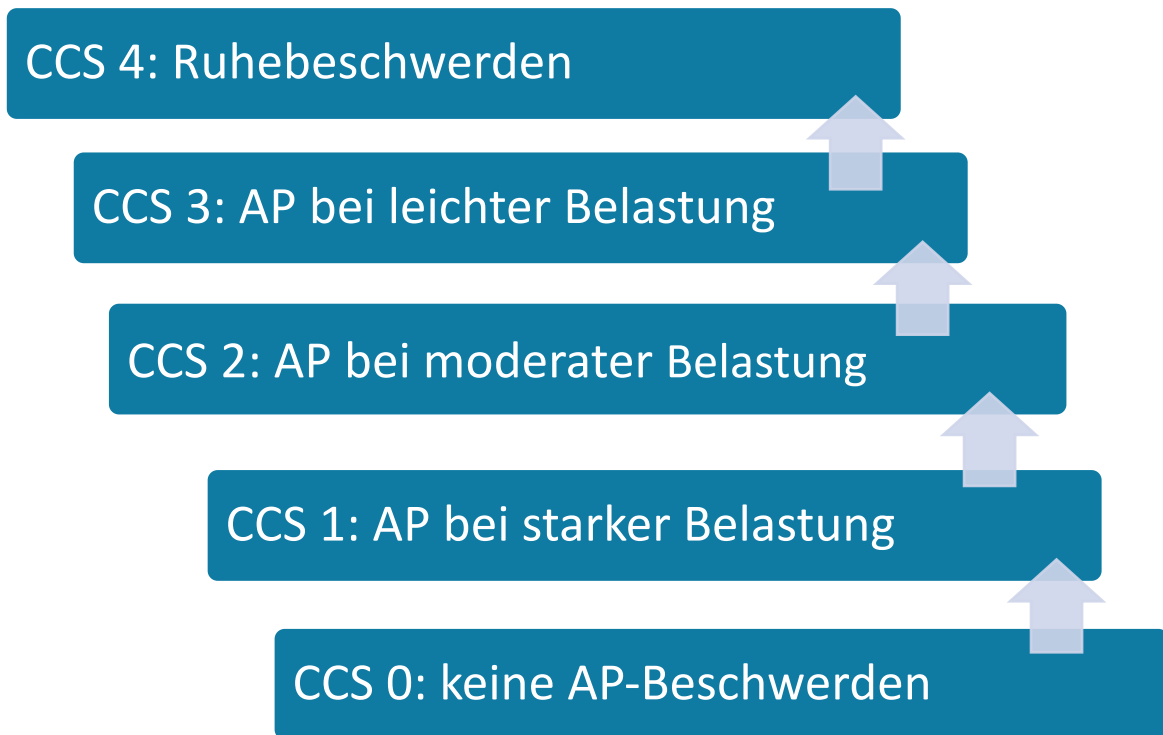 CCS 4: Ruhebeschwerden
CCS 3: AP bei leichter Belastung
CCS 2: AP bei moderater Belastung
CCS 1: AP bei starker Belastung
CCS 0: keine AP-Beschwerden